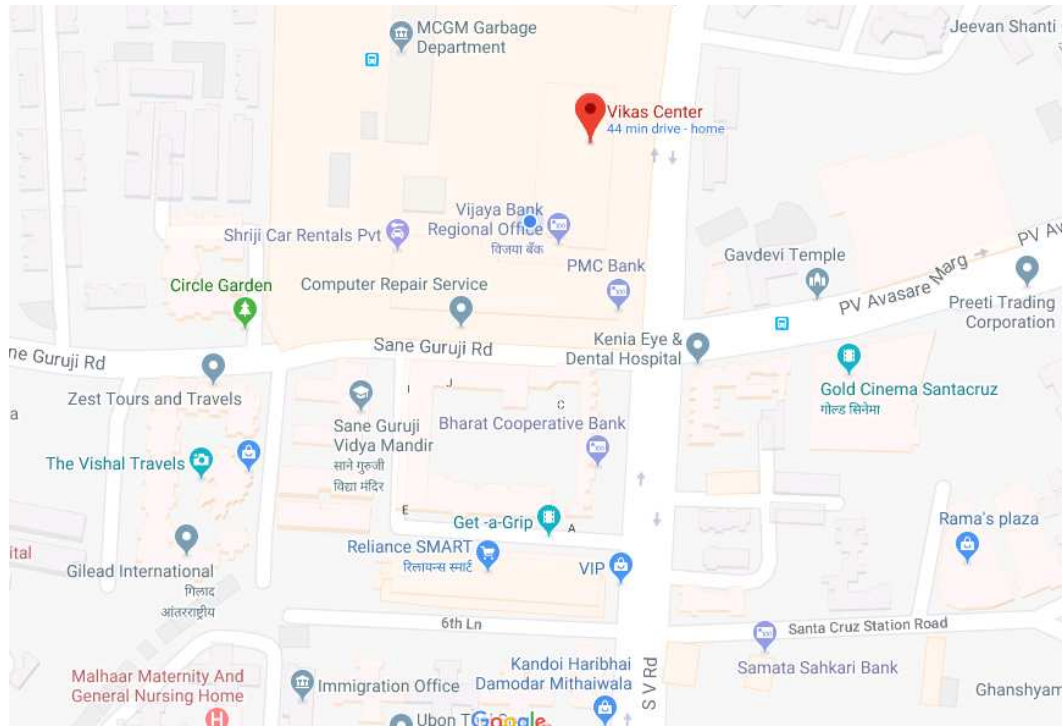 MCGM Garbage
Department
Jeevan Shanti
Vikas Center
44 min drive - home
Vijaya Bank
Regional Office
विजया बँक
Shriji Car Rentals Pvt
PMC Bank
Gavdevi Temple
PV Av
PV Avasare Marg
Circle Garden
Computer Repair Service
Preeti Trading
Corporation
Kenia Eye &
Dental Hospital
Sane Guruji Rd
ane Guruji Rd
Zest Tours and Travels
Gold Cinema Santacruz
गोल्ड सिनेमा
I
J
C
Sane Guruji
Vidya Mandir
साने गुरुजी
विद्या मंदिर
Bharat Cooperative Bank
The Vishal Travels
a
E
A
Get -a-Grip
Rama's plaza
ital
Reliance SMART
रिलायन्स स्मार्ट
VIP
Gilead International
गिलाद
आंतरराष्ट्रीय
6th Ln
Santa Cruz Station Road
Samata Sahkari Bank
S V Rd
Malhaar Maternity And
General Nursing Home
H
Immigration Office
Kandoi Haribhai
Damodar Mithaiwala
Ghanshyam
Ubon
Google